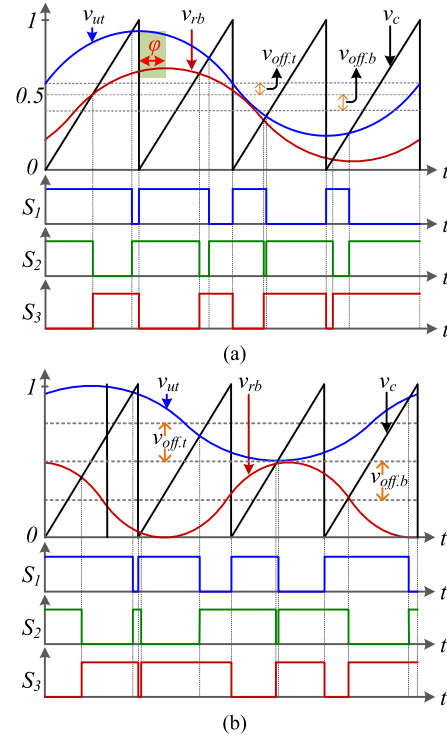 1
v_ut
v_rb
v_c
φ
v_off.t
v_off.b
0.5
0
t
S_1
t
S_2
t
S_3
t
(a)
1
v_ut
v_rb
v_c
v_off.t
v_off.b
0
t
S_1
t
S_2
t
S_3
t
(b)